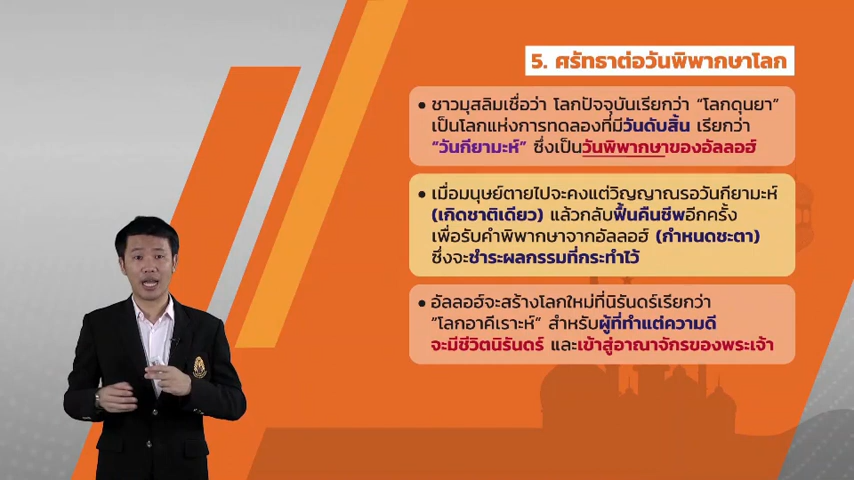 5. ศรัทธาต่อวันพิพากษาโลก
• ชาวมุสลิมเชื่อว่า โลกปัจจุบันเรียกว่า “โลกดุนยา”
เป็นโลกแห่งการทดลองที่มีวันดับสิ้น เรียกว่า
“วันกียามะห์” ซึ่งเป็นวันพิพากษาของอัลลอฮ์
• เมื่อมนุษย์ตายไปจะคงแต่วิญญาณรอวันกียามะห์
(เกิดชาติเดียว) แล้วกลับฟื้นคืนชีพอีกครั้ง
เพื่อรับคำพิพากษาจากอัลลอฮ์ (กำหนดชะตา)
ซึ่งจะชำระผลกรรมที่กระทำไว้
• อัลลอฮ์จะสร้างโลกใหม่ที่นิรันดร์เรียกว่า
“โลกอาคีเราะห์” สำหรับผู้ที่ทำแต่ความดี
จะมีชีวิตนิรันดร์ และเข้าสู่อาณาจักรของพระเจ้า